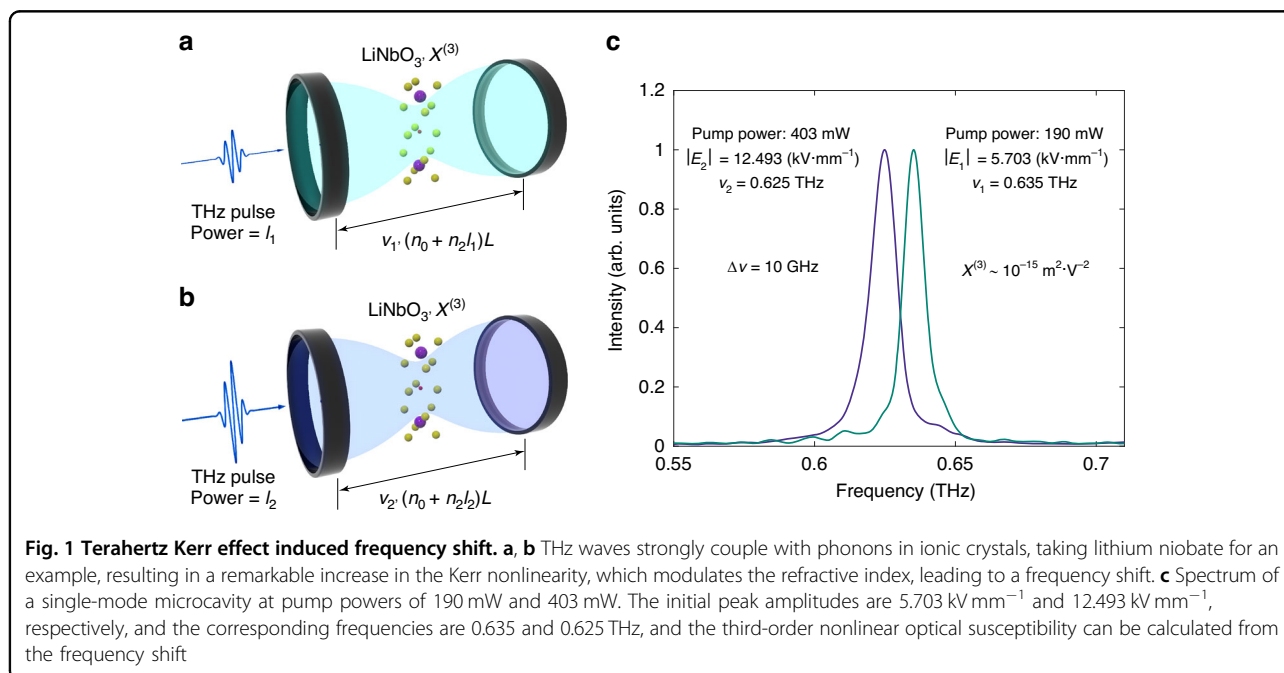 a
LiNbO₃, X⁽³⁾
THz pulse
Power = I₁
v₁, (n₀ + n₂I₁)L
b
LiNbO₃, X⁽³⁾
THz pulse
Power = I₂
v₂, (n₀ + n₂I₂)L
c
1.2
1
0.8
0.6
0.4
0.2
0
Intensity (arb. units)
Pump power: 403 mW
|E₂| = 12.493 (kV·mm⁻¹)
v₂ = 0.625 THz
Pump power: 190 mW
|E₁| = 5.703 (kV·mm⁻¹)
v₁ = 0.635 THz
Δv = 10 GHz
X⁽³⁾ ~ 10⁻¹⁵ m²·V⁻²
0.55 0.6 0.65 0.7
Frequency (THz)
Fig. 1 Terahertz Kerr effect induced frequency shift. a, b THz waves strongly couple with phonons in ionic crystals, taking lithium niobate for an
example, resulting in a remarkable increase in the Kerr nonlinearity, which modulates the refractive index, leading to a frequency shift. c Spectrum of
a single-mode microcavity at pump powers of 190 mW and 403 mW. The initial peak amplitudes are 5.703 kV mm⁻¹ and 12.493 kV mm⁻¹,
respectively, and the corresponding frequencies are 0.635 and 0.625 THz, and the third-order nonlinear optical susceptibility can be calculated from
the frequency shift